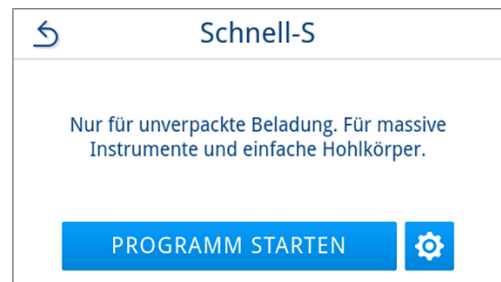 Schnell-S
Nur für unverpackte Beladung. Für massive
Instrumente und einfache Hohlkörper.
PROGRAMM STARTEN